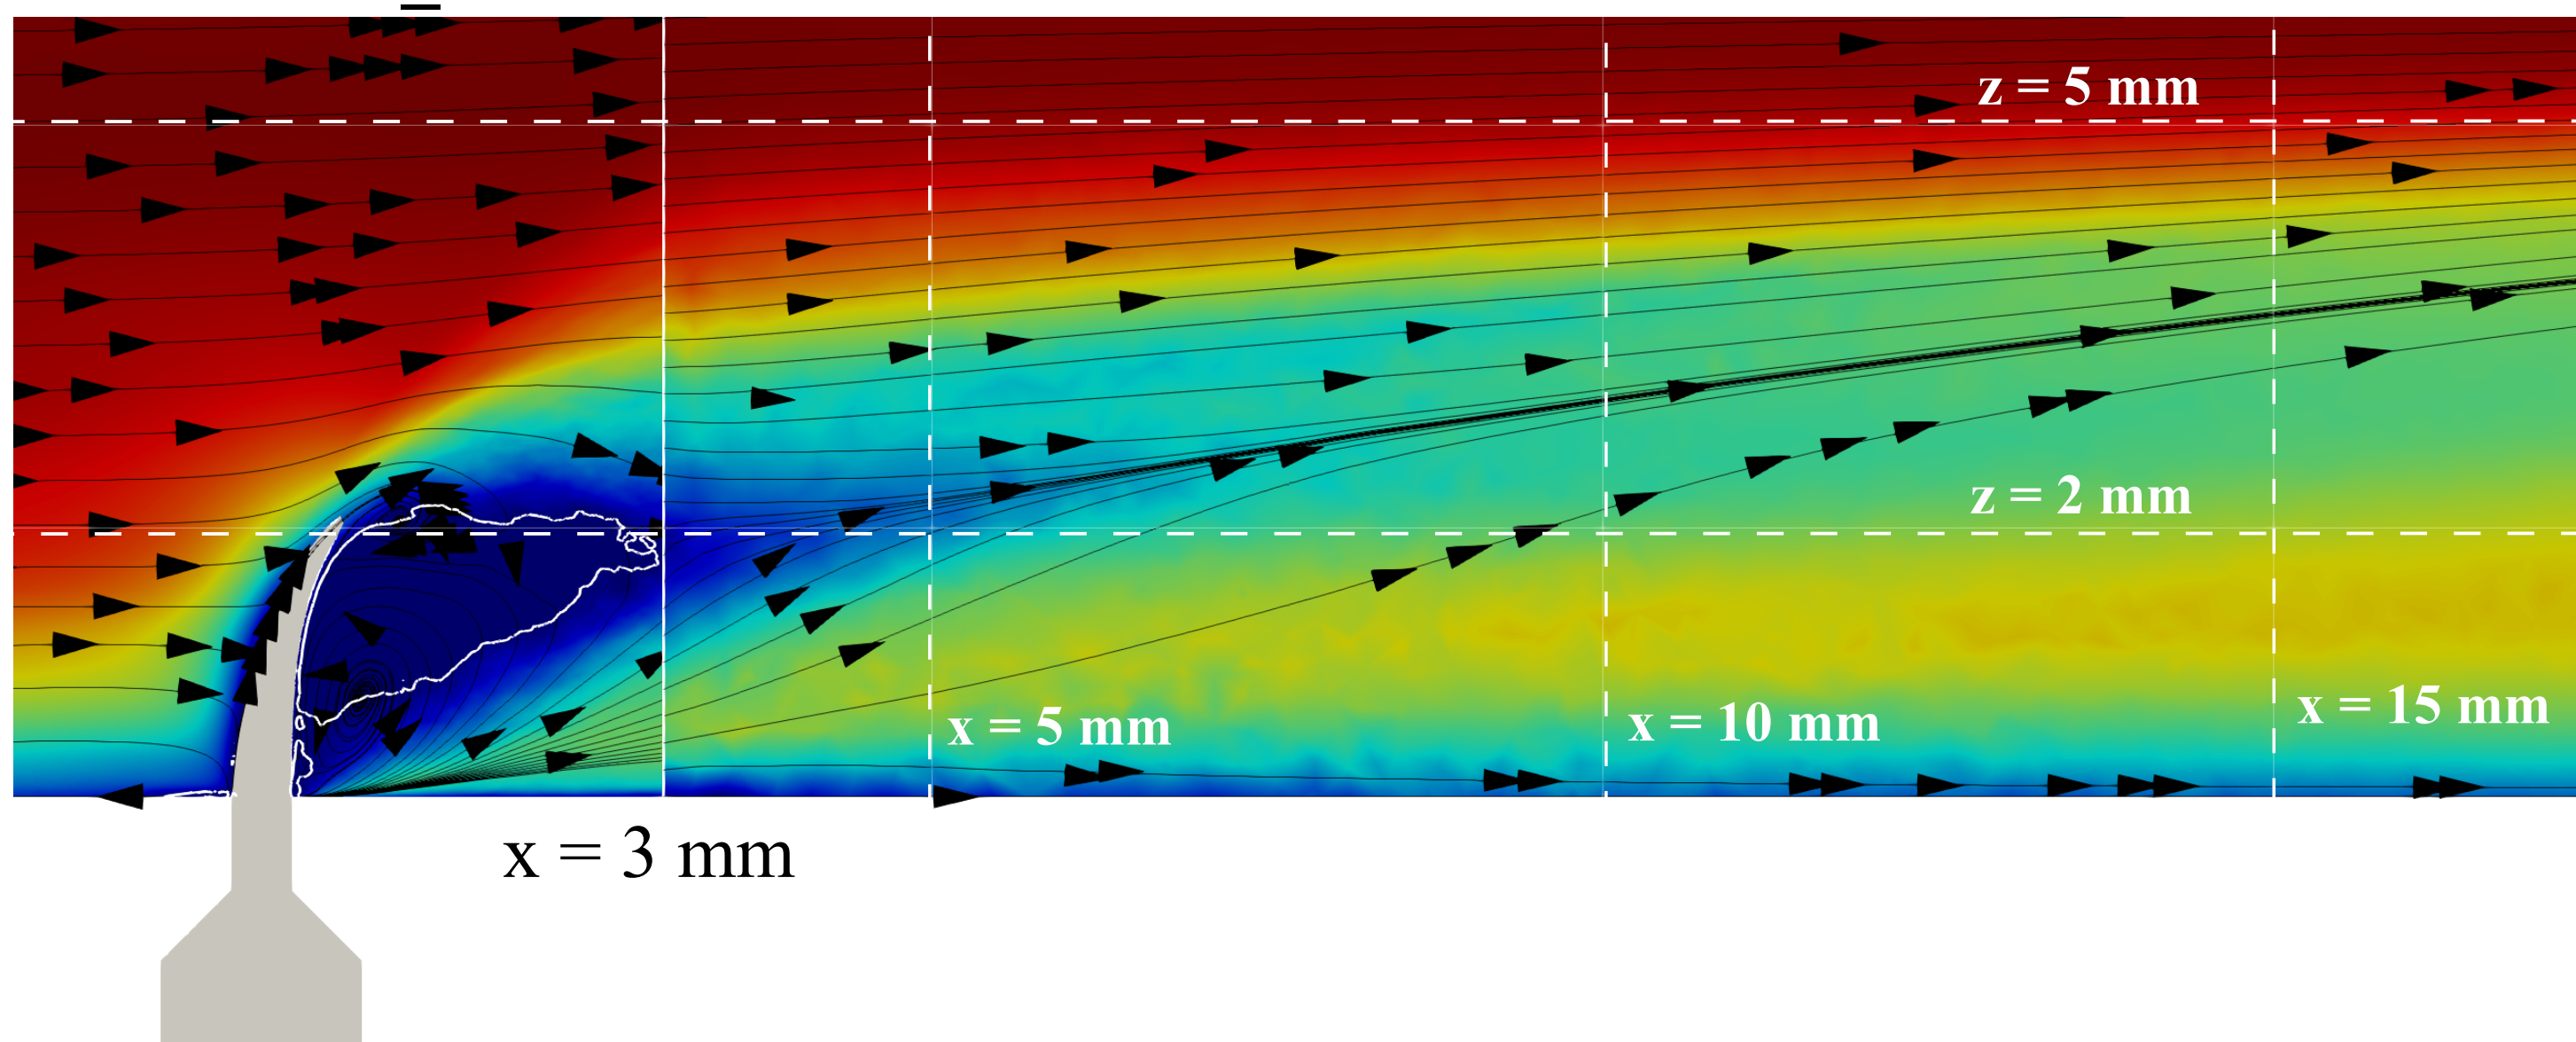 z = 5 mm
z = 2 mm
x = 5 mm
x = 10 mm
x = 15 mm
x = 3 mm